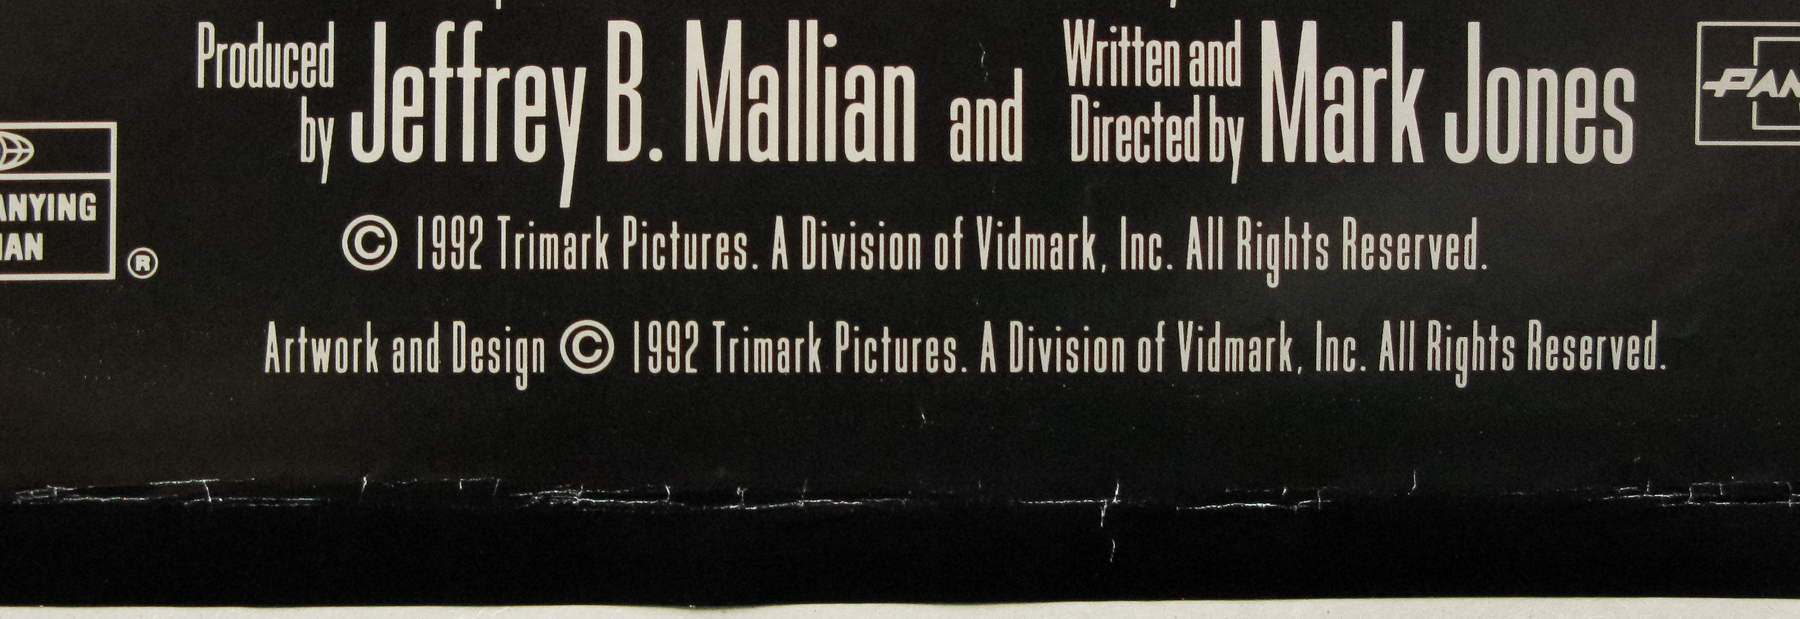 Produced by Jeffrey B. Mallian and Written and Directed by Mark Jones
ANYING
®
© 1992 Trimark Pictures. A Division of Vidmark, Inc. All Rights Reserved.
Artwork and Design © 1992 Trimark Pictures. A Division of Vidmark, Inc. All Rights Reserved.